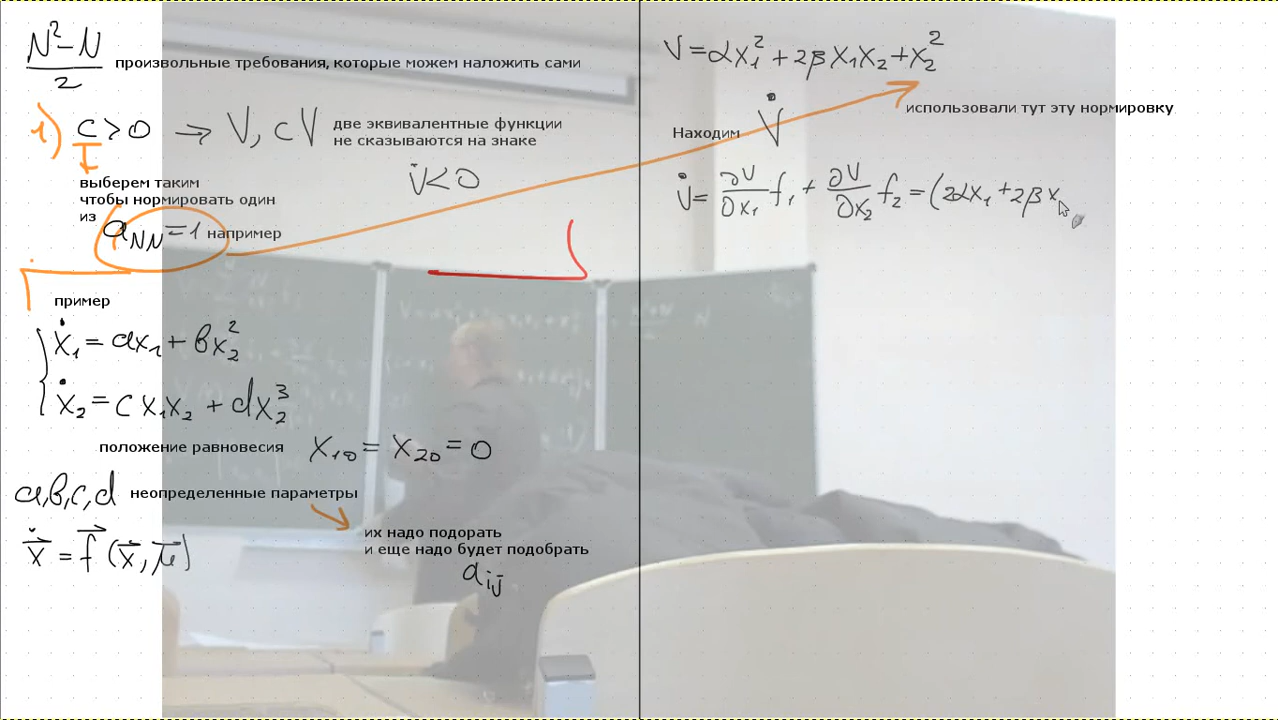 N²-N / 2 произвольные требования, которые можем наложить сами
1) c>0 → V, cV две эквивалентные функции
не сказываются на знаке
V̇<0
выберем таким
чтобы нормировать один
из
a_NN=1 например
пример
ẋ₁=ax₁+bx₂²
ẋ₂=cx₁x₂+dx₂³
положение равновесия x₁₀=x₂₀=0
a,b,c,d неопределенные параметры
их надо подорать
и еще надо будет подобрать
a_ij
ẋ=f(x,μ)
V=αx₁²+2βx₁x₂+x₂²
использовали тут эту нормировку
Находим V̇
V̇=∂V/∂x₁ f₁+∂V/∂x₂ f₂=(2αx₁+2βx